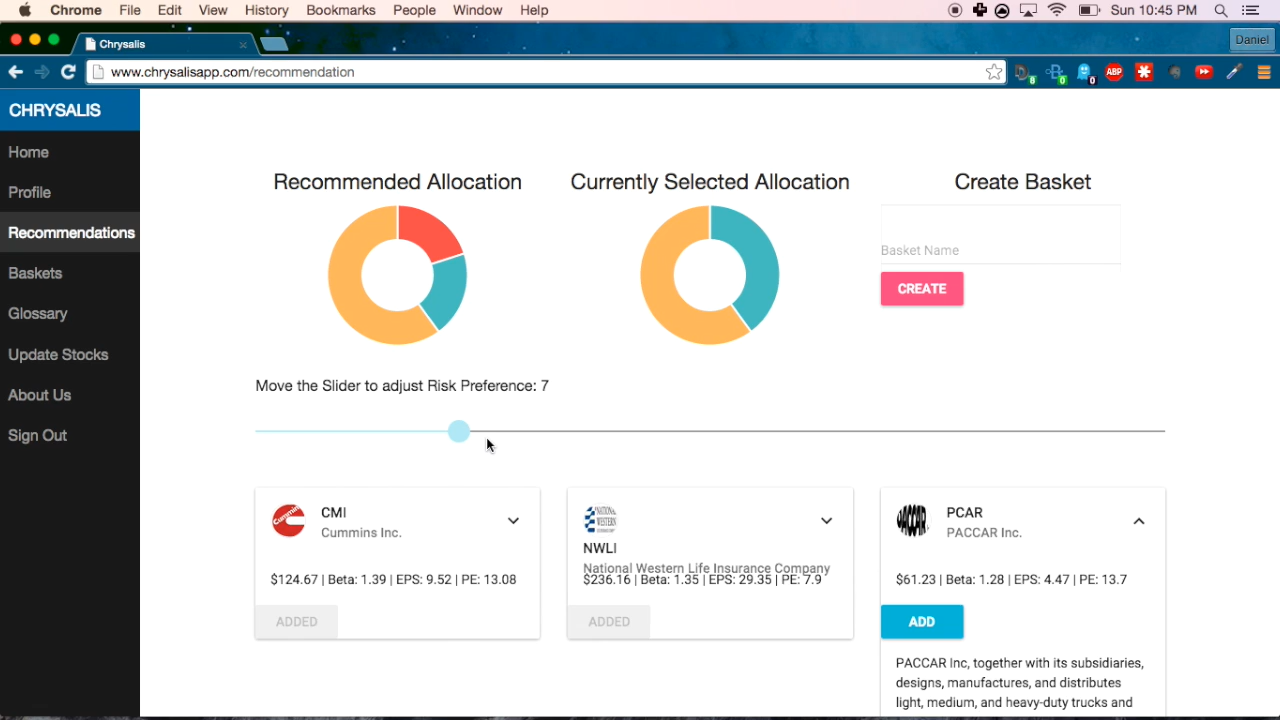 Chrome File Edit View History Bookmarks People Window Help Sun 10:45 PM
Chrysalis Daniel
www.chrysalisapp.com/recommendation
ABP
CHRYSALIS
Home
Profile
Recommendations
Baskets
Glossary
Update Stocks
About Us
Sign Out
Recommended Allocation Currently Selected Allocation Create Basket
Basket Name
CREATE
Move the Slider to adjust Risk Preference: 7
CMI
Cummins Inc.
$124.67 | Beta: 1.39 | EPS: 9.52 | PE: 13.08
ADDED
NWLI
National Western Life Insurance Company
$236.16 | Beta: 1.35 | EPS: 29.35 | PE: 7.9
ADDED
PACCAR
PCAR
PACCAR Inc.
$61.23 | Beta: 1.28 | EPS: 4.47 | PE: 13.7
ADD
PACCAR Inc, together with its subsidiaries,
designs, manufactures, and distributes
light, medium, and heavy-duty trucks and